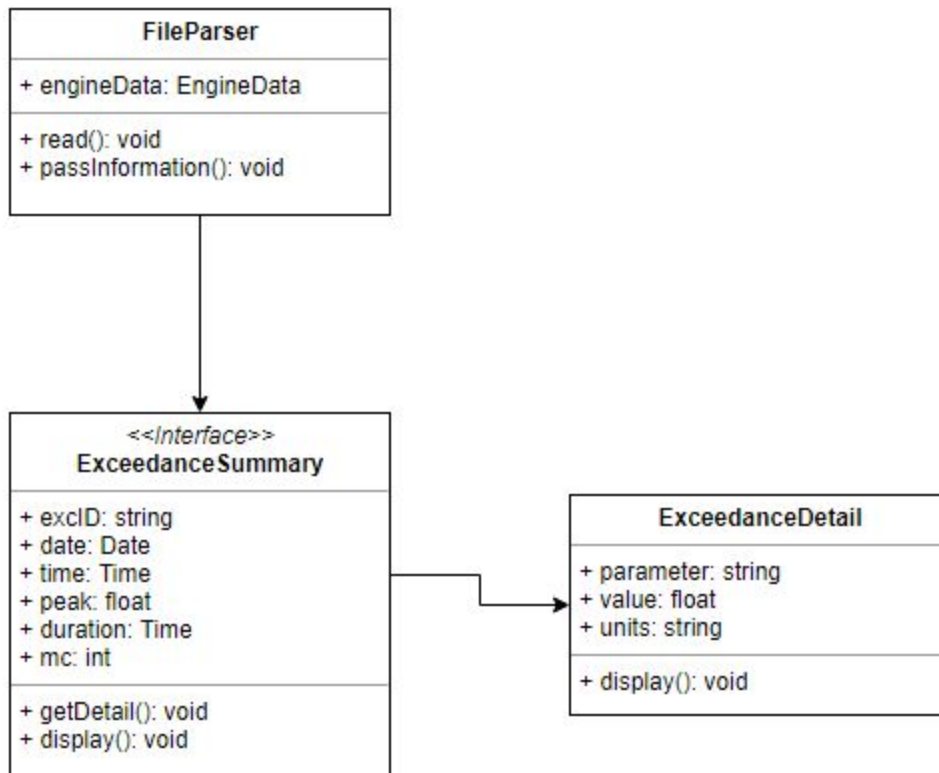 FileParser
+ engineData: EngineData
+ read(): void
+ passInformation(): void
<<Interface>>
ExceedanceSummary
+ excID: string
+ date: Date
+ time: Time
+ peak: float
+ duration: Time
+ mc: int
+ getDetail(): void
+ display(): void
ExceedanceDetail
+ parameter: string
+ value: float
+ units: string
+ display(): void